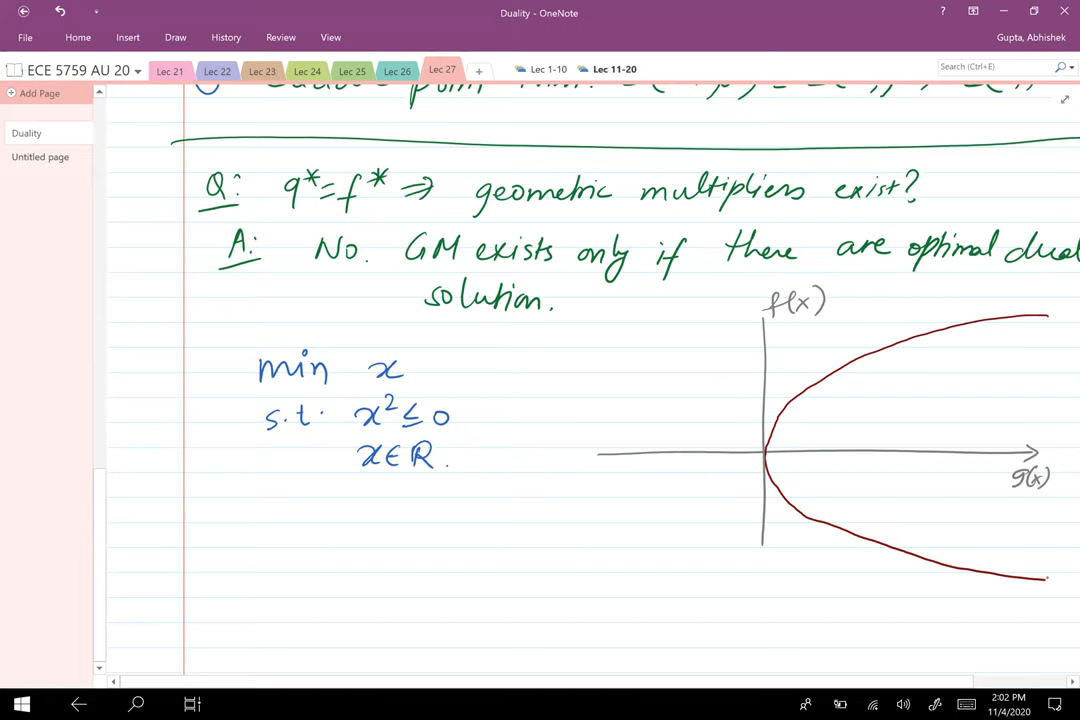 Duality - OneNote
File Home Insert Draw History Review View
Gupta, Abhishek
ECE 5759 AU 20
Lec 21 Lec 22 Lec 23 Lec 24 Lec 25 Lec 26 Lec 27 + Lec 1-10 Lec 11-20
Search (Ctrl+E)
Add Page
Duality
Untitled page
Q: q* = f* ⇒ geometric multipliers exist?
A: No. GM exists only if there are optimal dual
solution.
f(x)
min x
s.t. x² ≤ 0
x ∈ ℝ.
g(x)
2:02 PM
11/4/2020